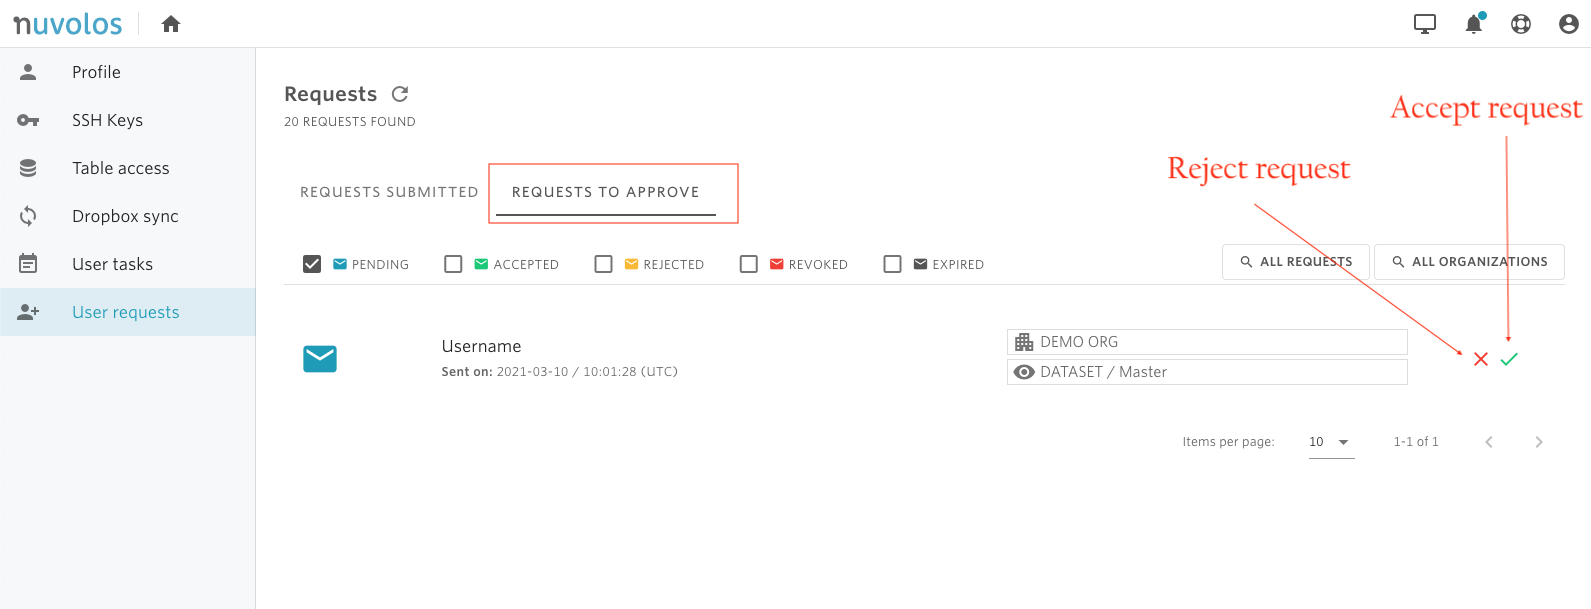 nuvolos
Profile
SSH Keys
Table access
Dropbox sync
User tasks
User requests
Requests
20 REQUESTS FOUND
Accept request
Reject request
REQUESTS SUBMITTED
REQUESTS TO APPROVE
PENDING
ACCEPTED
REJECTED
REVOKED
EXPIRED
ALL REQUESTS
ALL ORGANIZATIONS
Username
Sent on: 2021-03-10 / 10:01:28 (UTC)
DEMO ORG
DATASET / Master
Items per page: 10 1-1 of 1